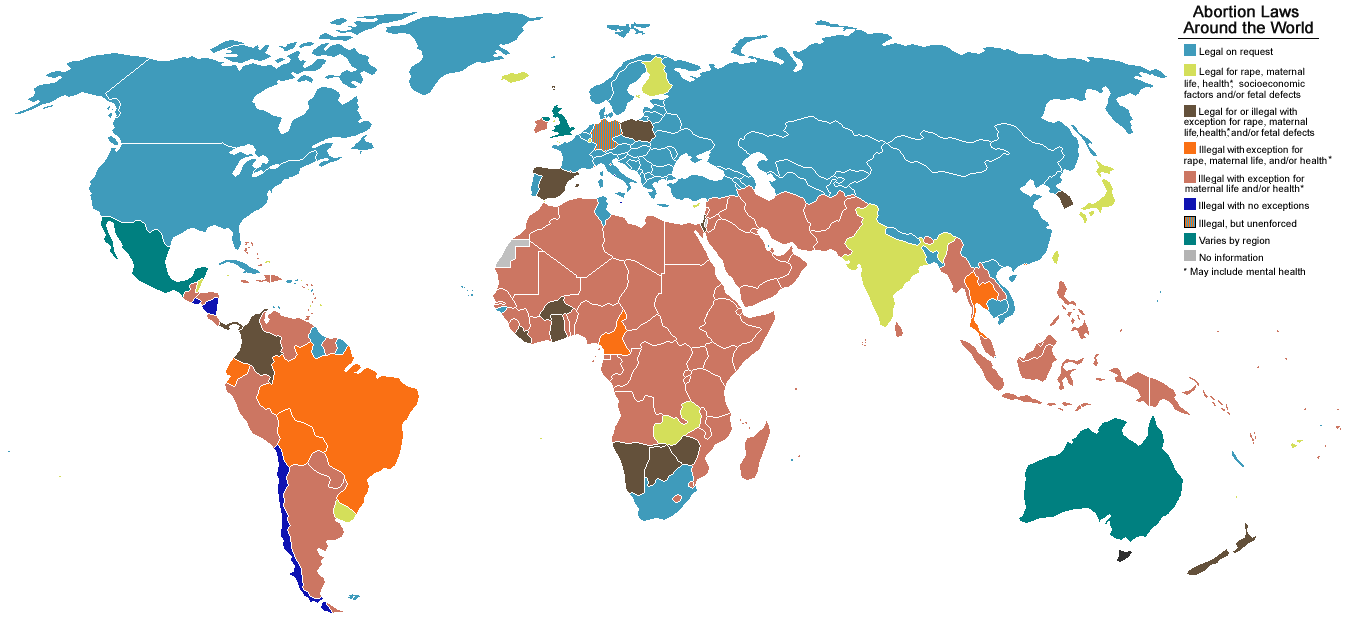 Abortion Laws
Around the World
Legal on request
Legal for rape, maternal
life, health*, socioeconomic
factors and/or fetal defects
Legal for or illegal with
exception for rape, maternal
life,health,*and/or fetal defects
Illegal with exception for
rape, maternal life, and/or health*
Illegal with exception for
maternal life and/or health*
Illegal with no exceptions
Illegal, but unenforced
Varies by region
No information
* May include mental health